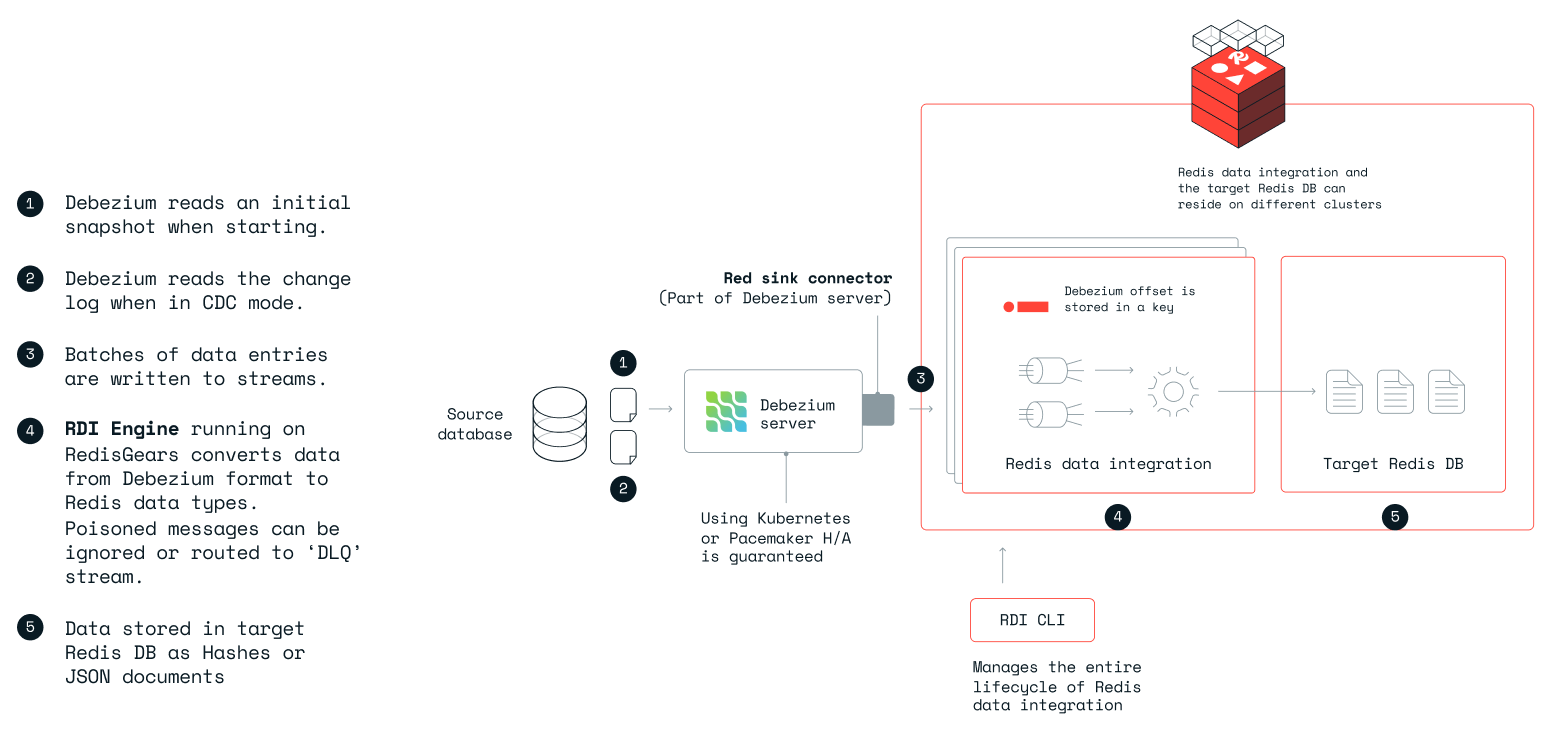 1
Debezium reads an initial
snapshot when starting.
2
Debezium reads the change
log when in CDC mode.
3
Batches of data entries
are written to streams.
4
RDI Engine running on
RedisGears converts data
from Debezium format to
Redis data types.
Poisoned messages can be
ignored or routed to ‘DLQ’
stream.
5
Data stored in target
Redis DB as Hashes or
JSON documents
Source
database
1
2
Red sink connector
(Part of Debezium server)
Debezium
server
Using Kubernetes
or Pacemaker H/A
is guaranteed
3
Redis data integration and
the target Redis DB can
reside on different clusters
Debezium offset is
stored in a key
Redis data integration
4
Target Redis DB
5
RDI CLI
Manages the entire
lifecycle of Redis
data integration